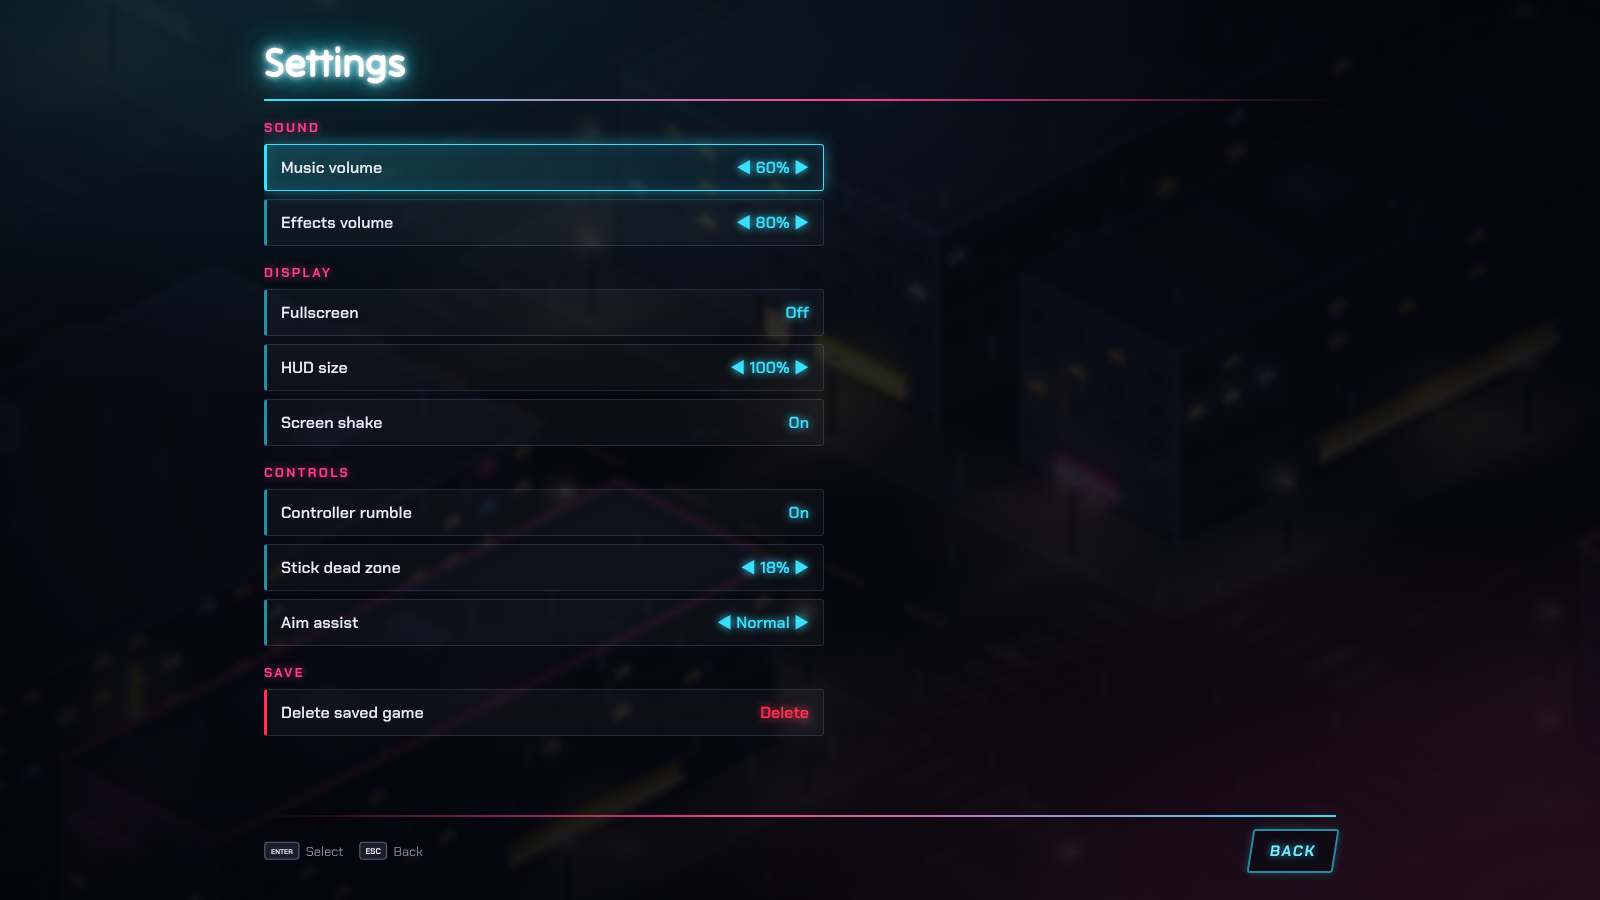 Settings
SOUND
Music volume ◀ 60% ▶
Effects volume ◀ 80% ▶
DISPLAY
Fullscreen Off
HUD size ◀ 100% ▶
Screen shake On
CONTROLS
Controller rumble On
Stick dead zone ◀ 18% ▶
Aim assist ◀ Normal ▶
SAVE
Delete saved game Delete
ENTER Select ESC Back
BACK